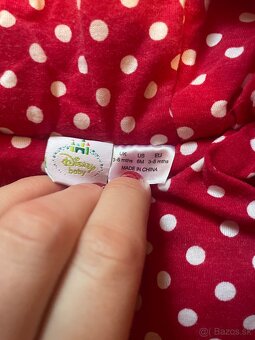 Disney
baby
UK US EU
3-6 mths 6M 3-6 mths
MADE IN CHINA
Bazos.sk